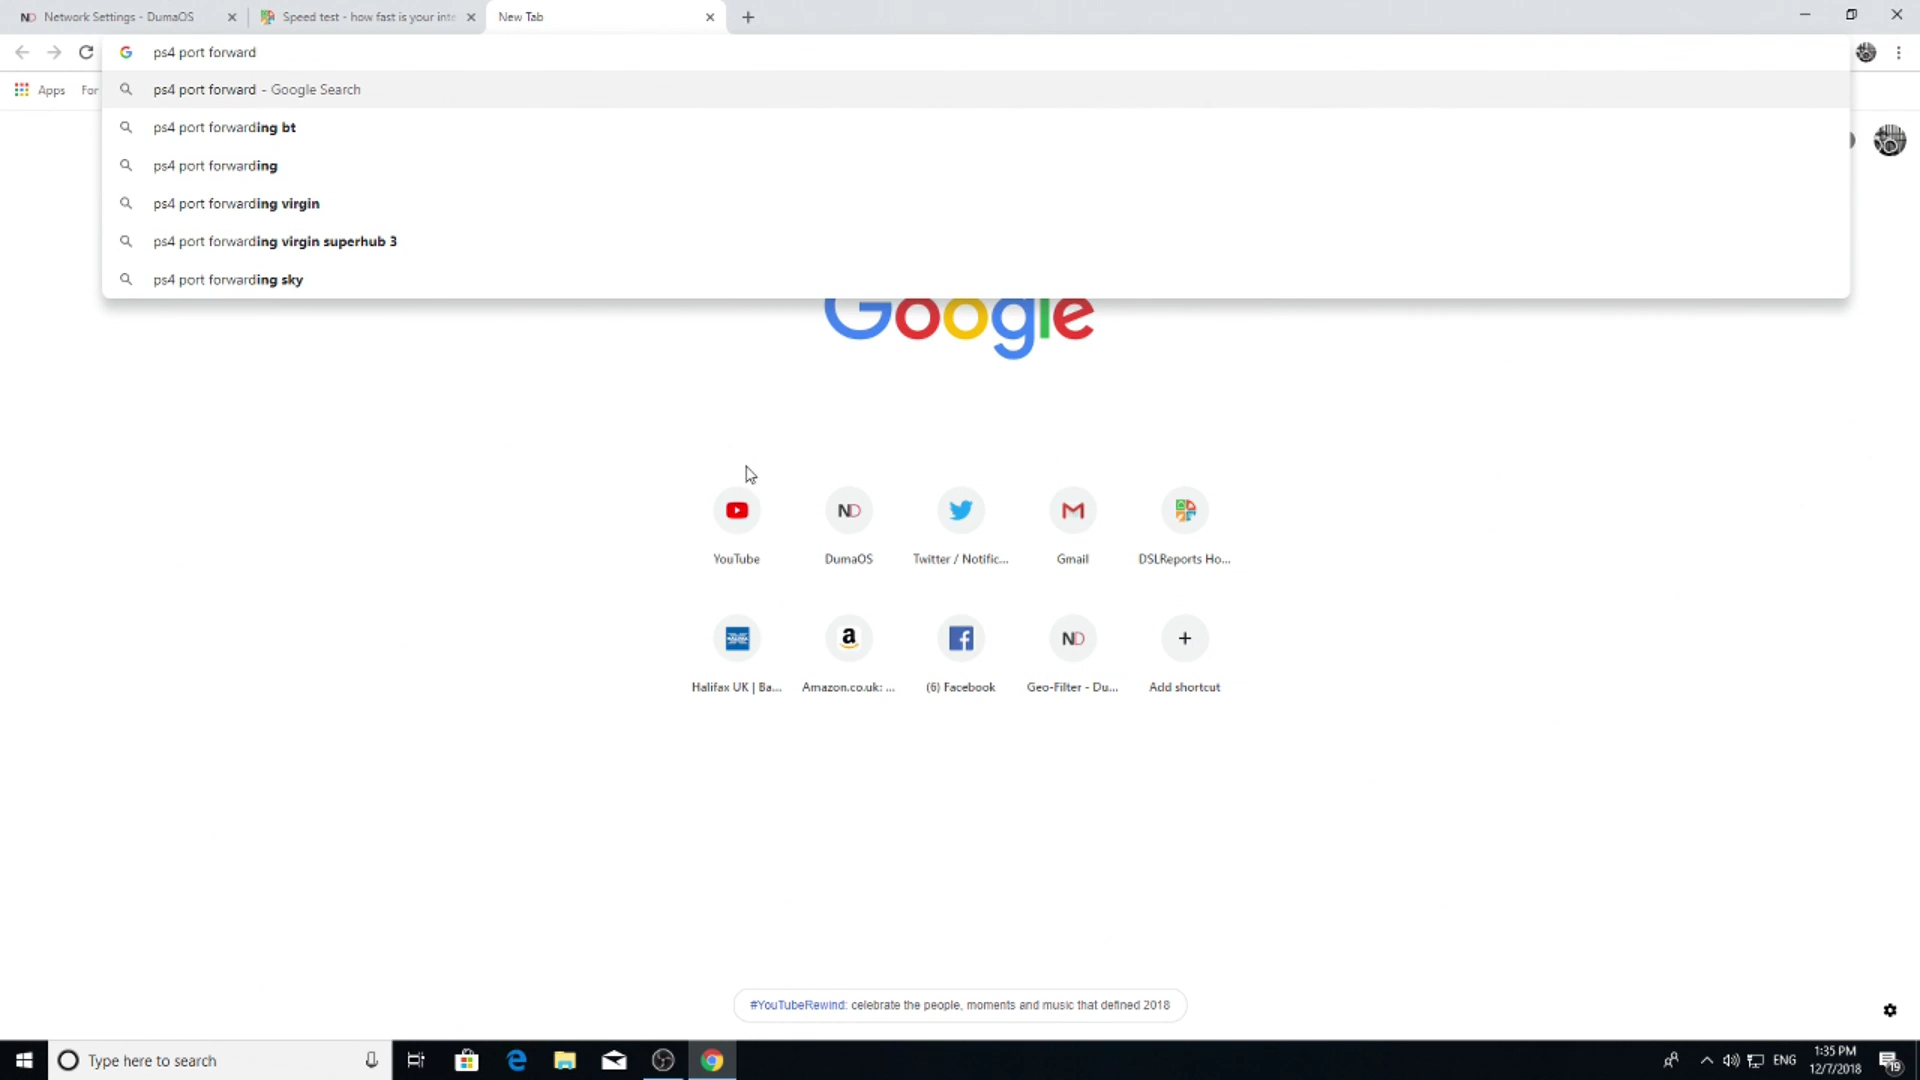 Network Settings - DumaOS
Speed test - how fast is your inte
New Tab
ps4 port forward
Apps
For
ps4 port forward - Google Search
ps4 port forwarding bt
ps4 port forwarding
ps4 port forwarding virgin
ps4 port forwarding virgin superhub 3
ps4 port forwarding sky
Google
YouTube
ND
DumaOS
Twitter / Notific...
Gmail
DSLReports Ho...
Halifax UK | Ba...
Amazon.co.uk: ...
(6) Facebook
ND
Geo-Filter - Du...
Add shortcut
#YouTubeRewind: celebrate the people, moments and music that defined 2018
Type here to search
ENG
1:35 PM
12/7/2018
19